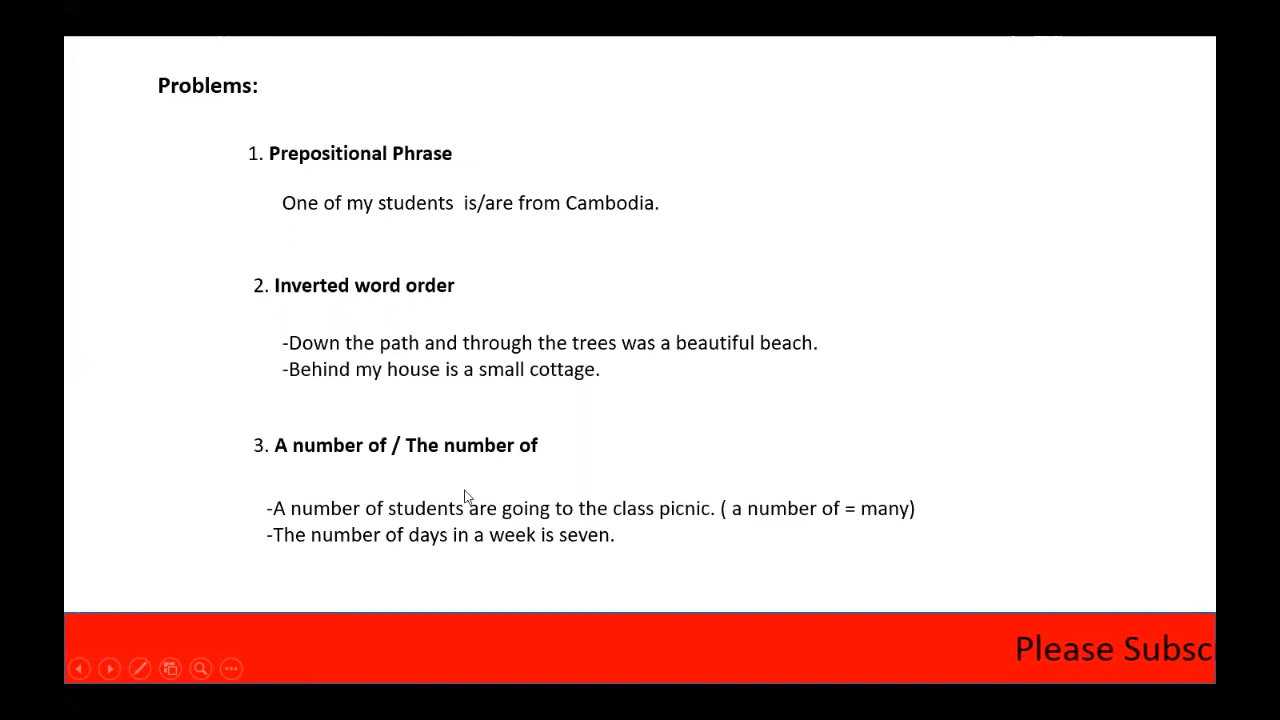 Problems:
1. Prepositional Phrase
One of my students is/are from Cambodia.
2. Inverted word order
-Down the path and through the trees was a beautiful beach.
-Behind my house is a small cottage.
3. A number of / The number of
-A number of students are going to the class picnic. ( a number of = many)
-The number of days in a week is seven.
Please Subsc